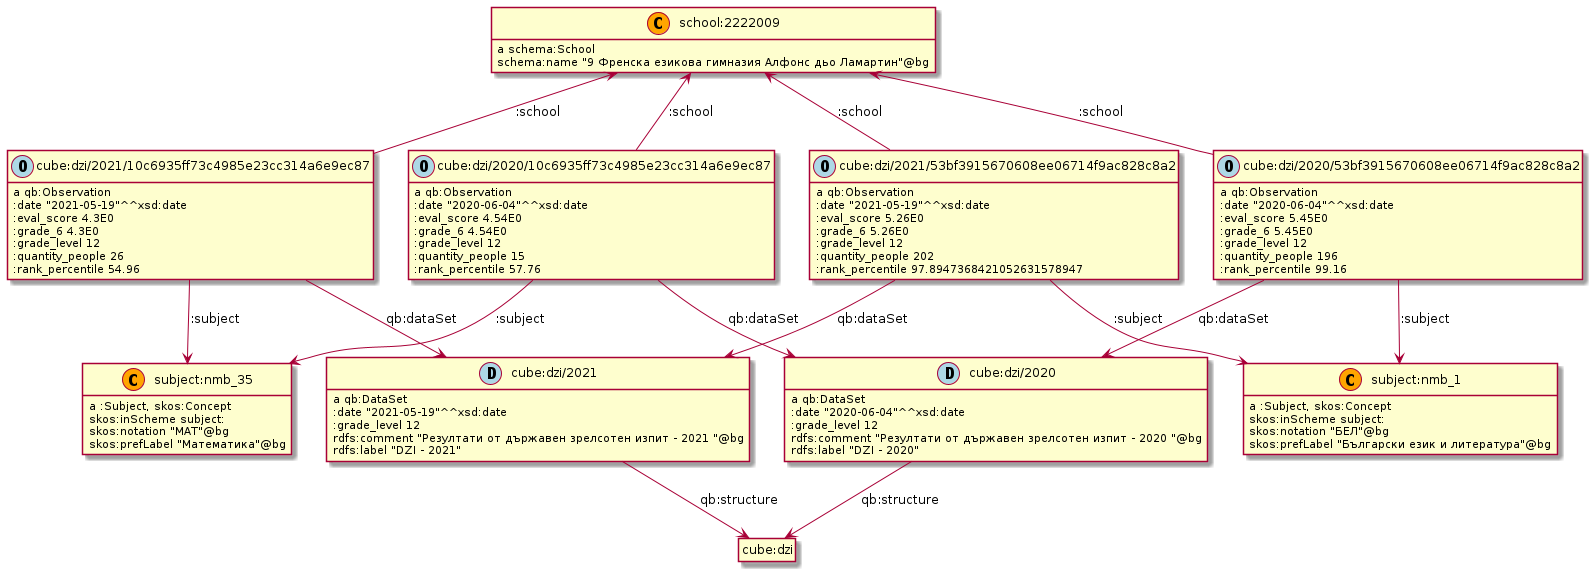 C school:2222009
a schema:School
schema:name "9 Френска езикова гимназия Алфонс дьо Ламартин"@bg
:school
:school
:school
:school
O cube:dzi/2021/10c6935ff73c4985e23cc314a6e9ec87
a qb:Observation
:date "2021-05-19"^^xsd:date
:eval_score 4.3E0
:grade_6 4.3E0
:grade_level 12
:quantity_people 26
:rank_percentile 54.96
O cube:dzi/2020/10c6935ff73c4985e23cc314a6e9ec87
a qb:Observation
:date "2020-06-04"^^xsd:date
:eval_score 4.54E0
:grade_6 4.54E0
:grade_level 12
:quantity_people 15
:rank_percentile 57.76
O cube:dzi/2021/53bf3915670608ee06714f9ac828c8a2
a qb:Observation
:date "2021-05-19"^^xsd:date
:eval_score 5.26E0
:grade_6 5.26E0
:grade_level 12
:quantity_people 202
:rank_percentile 97.8947368421052631578947
O cube:dzi/2020/53bf3915670608ee06714f9ac828c8a2
a qb:Observation
:date "2020-06-04"^^xsd:date
:eval_score 5.45E0
:grade_6 5.45E0
:grade_level 12
:quantity_people 196
:rank_percentile 99.16
:subject
qb:dataSet
:subject
qb:dataSet
qb:dataSet
:subject
qb:dataSet
:subject
C subject:nmb_35
a :Subject, skos:Concept
skos:inScheme subject:
skos:notation "МАТ"@bg
skos:prefLabel "Математика"@bg
D cube:dzi/2021
a qb:DataSet
:date "2021-05-19"^^xsd:date
:grade_level 12
rdfs:comment "Резултати от държавен зрелсотен изпит - 2021 "@bg
rdfs:label "DZI - 2021"
D cube:dzi/2020
a qb:DataSet
:date "2020-06-04"^^xsd:date
:grade_level 12
rdfs:comment "Резултати от държавен зрелсотен изпит - 2020 "@bg
rdfs:label "DZI - 2020"
C subject:nmb_1
a :Subject, skos:Concept
skos:inScheme subject:
skos:notation "БЕЛ"@bg
skos:prefLabel "Български език и литература"@bg
qb:structure
qb:structure
cube:dzi